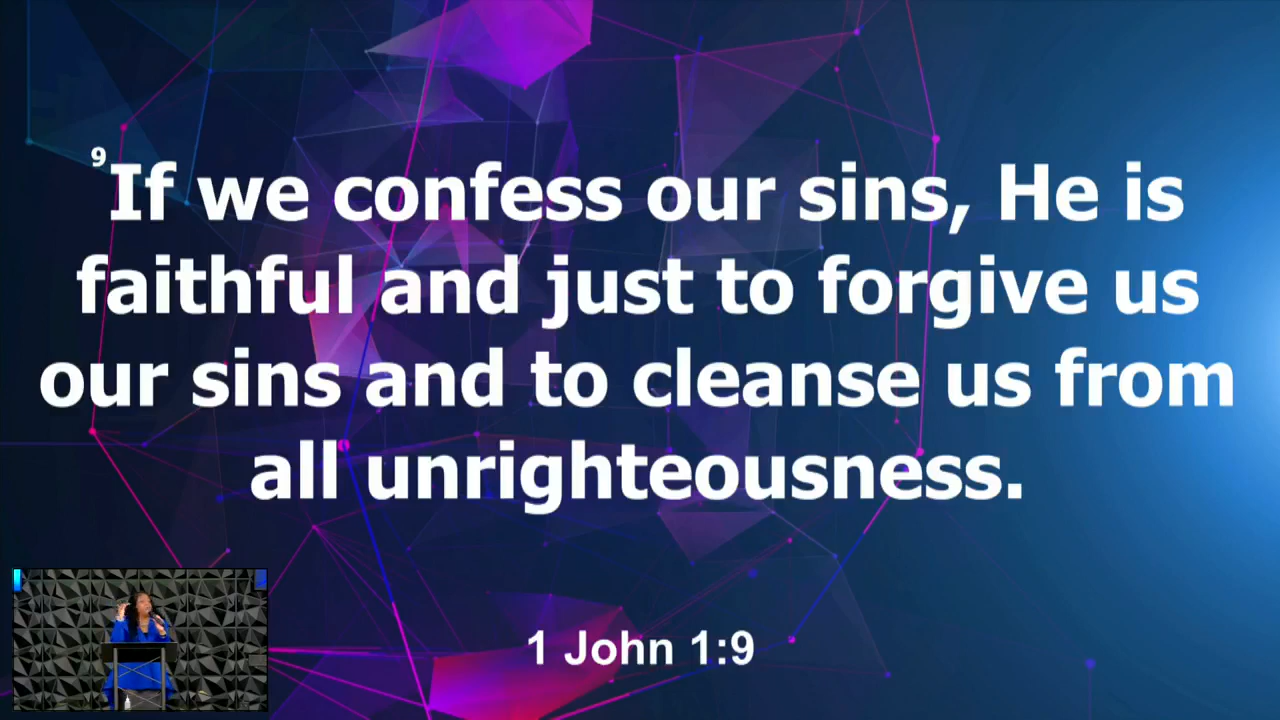 ⁹If we confess our sins, He is
faithful and just to forgive us
our sins and to cleanse us from
all unrighteousness.
1 John 1:9